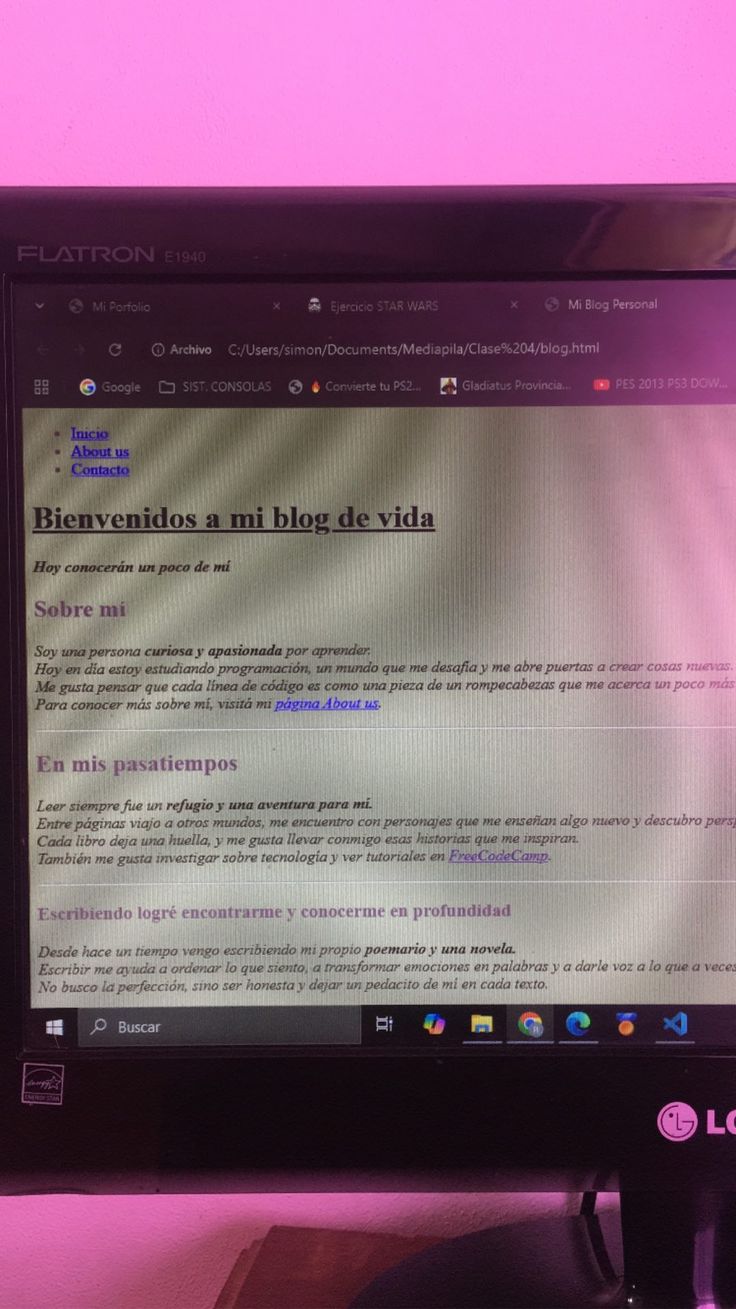 FLATRON E1940
Mi Porfolio
Ejercicio STAR WARS
Mi Blog Personal
Archivo C:/Users/simon/Documents/Mediapila/Clase%204/blog.html
Google SIST. CONSOLAS Convierte tu PS2... Gladiatus Provincia... PES 2013 PS3 DOW...
Inicio
About us
Contacto
Bienvenidos a mi blog de vida
Hoy conocerán un poco de mí
Sobre mí
Soy una persona curiosa y apasionada por aprender.
Hoy en día estoy estudiando programación, un mundo que me desafía y me abre puertas a crear cosas nuevas.
Me gusta pensar que cada línea de código es como una pieza de un rompecabezas que me acerca un poco más
Para conocer más sobre mí, visitá mi página About us.
En mis pasatiempos
Leer siempre fue un refugio y una aventura para mí.
Entre páginas viajo a otros mundos, me encuentro con personajes que me enseñan algo nuevo y descubro persp
Cada libro deja una huella, y me gusta llevar conmigo esas historias que me inspiran.
También me gusta investigar sobre tecnología y ver tutoriales en FreeCodeCamp.
Escribiendo logré encontrarme y conocerme en profundidad
Desde hace un tiempo vengo escribiendo mi propio poemario y una novela.
Escribir me ayuda a ordenar lo que siento, a transformar emociones en palabras y a darle voz a lo que a veces
No busco la perfección, sino ser honesta y dejar un pedacito de mí en cada texto.
Buscar
ENERGY STAR
LG